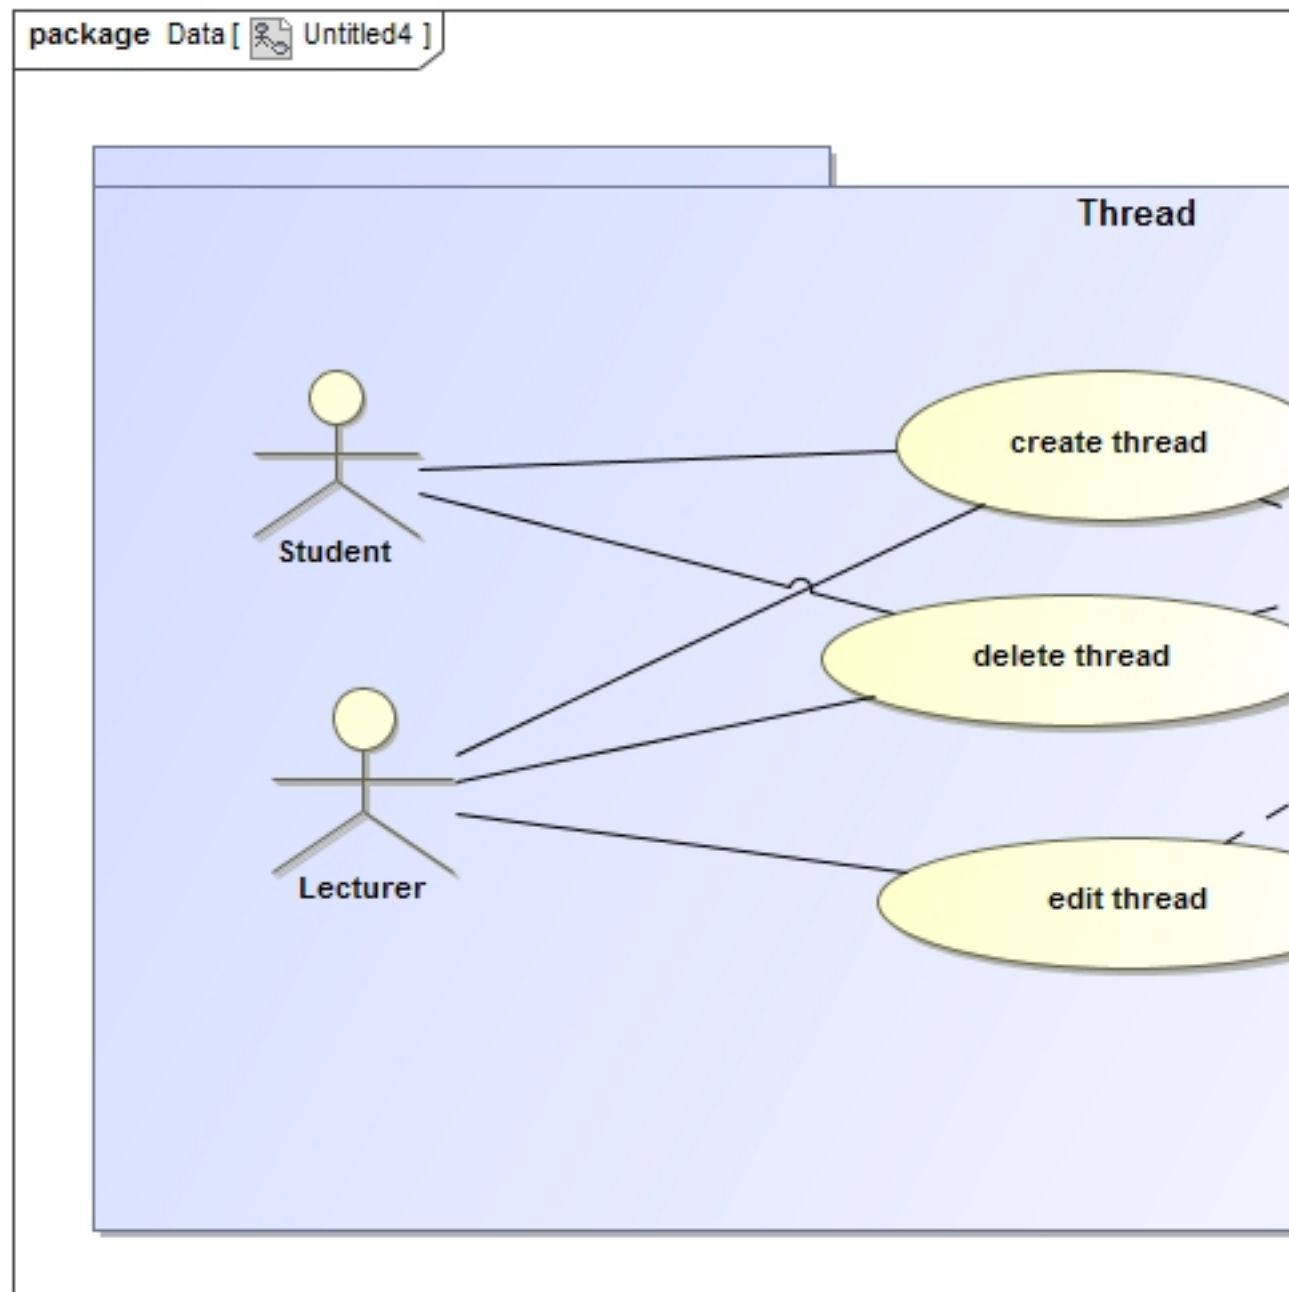 package Data [ Untitled4 ]
Thread
create thread
Student
delete thread
Lecturer
edit thread